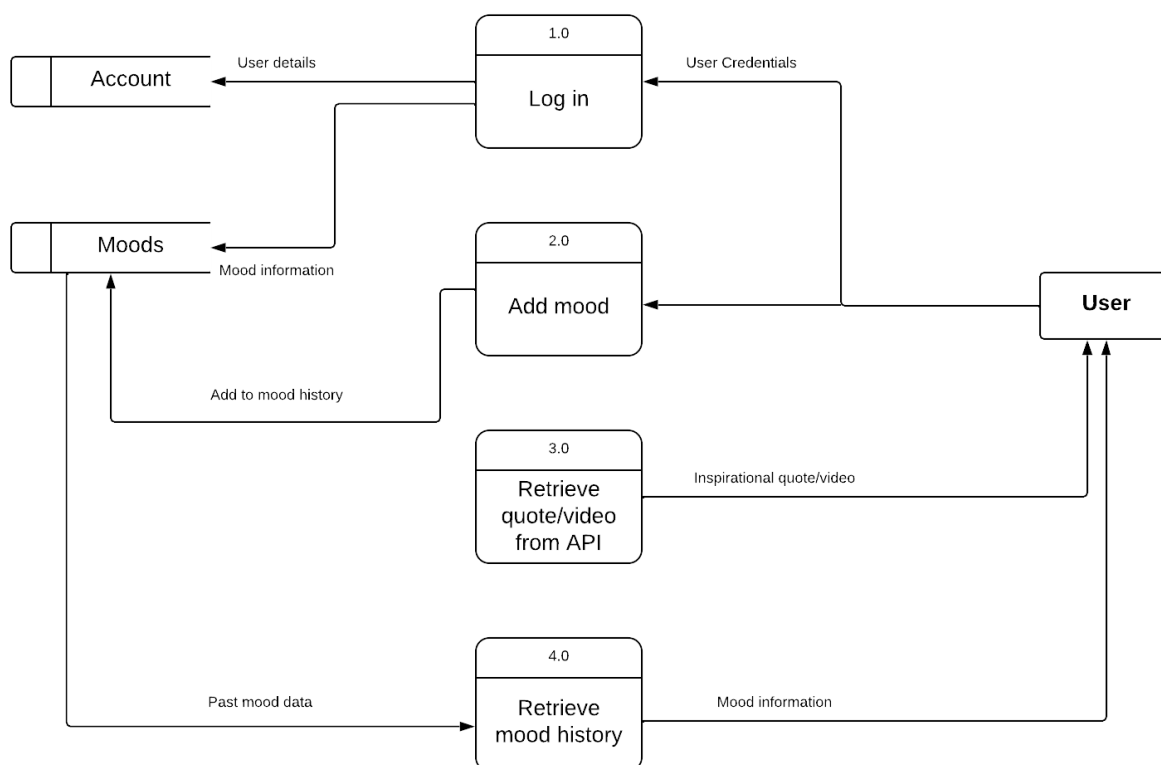 1.0
User details
User Credentials
Account
Log in
2.0
Moods
Mood information
Add mood
User
Add to mood history
3.0
Inspirational quote/video
Retrieve
quote/video
from API
4.0
Past mood data
Mood information
Retrieve
mood history